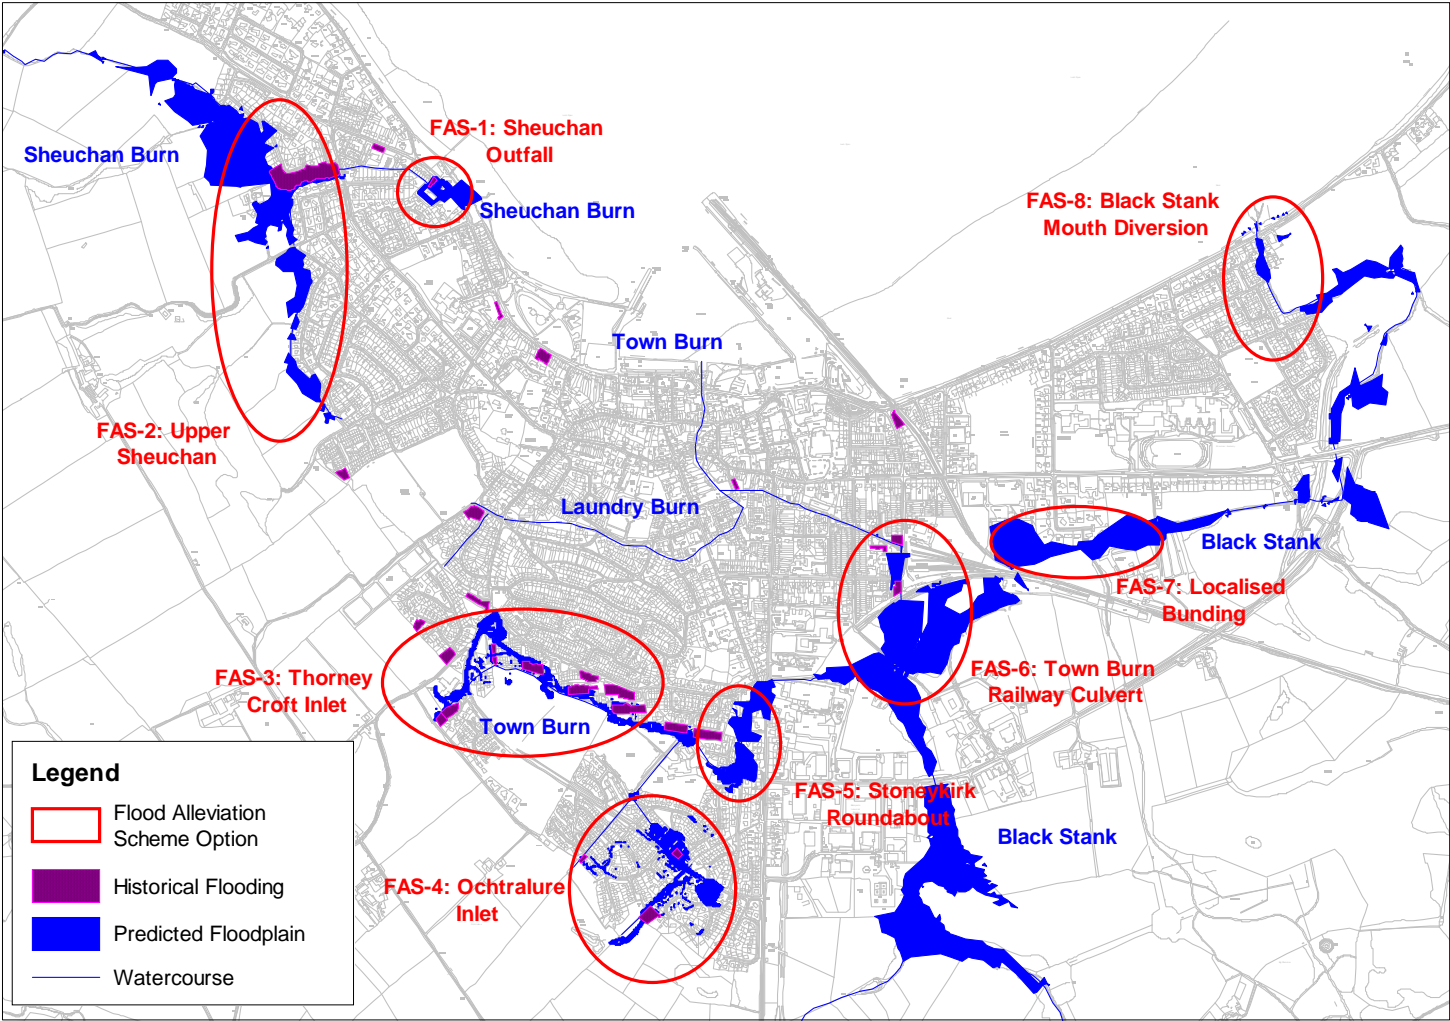 FAS-1: Sheuchan
Outfall
Sheuchan Burn
Sheuchan Burn
FAS-8: Black Stank
Mouth Diversion
Town Burn
FAS-2: Upper
Sheuchan
Laundry Burn
Black Stank
FAS-7: Localised
Bunding
FAS-3: Thorney
Croft Inlet
FAS-6: Town Burn
Railway Culvert
Town Burn
FAS-5: Stoneykirk
Roundabout
Black Stank
FAS-4: Ochtralure
Inlet
Legend
Flood Alleviation
Scheme Option
Historical Flooding
Predicted Floodplain
Watercourse